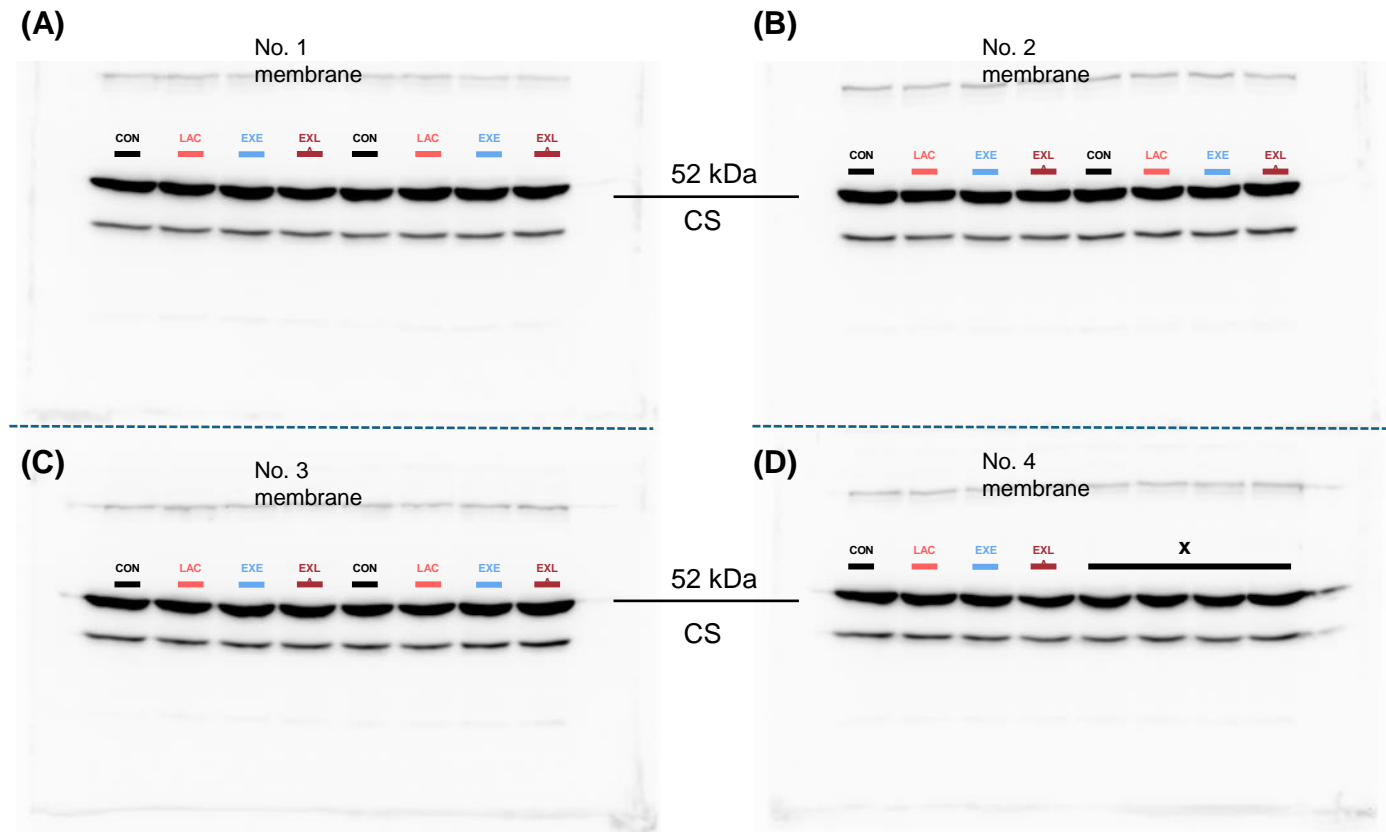 (A)
No. 1
membrane
CON LAC EXE EXL CON LAC EXE EXL
(B)
No. 2
membrane
CON LAC EXE EXL CON LAC EXE EXL
52 kDa
CS
(C)
No. 3
membrane
CON LAC EXE EXL CON LAC EXE EXL
(D)
No. 4
membrane
CON LAC EXE EXL x
52 kDa
CS